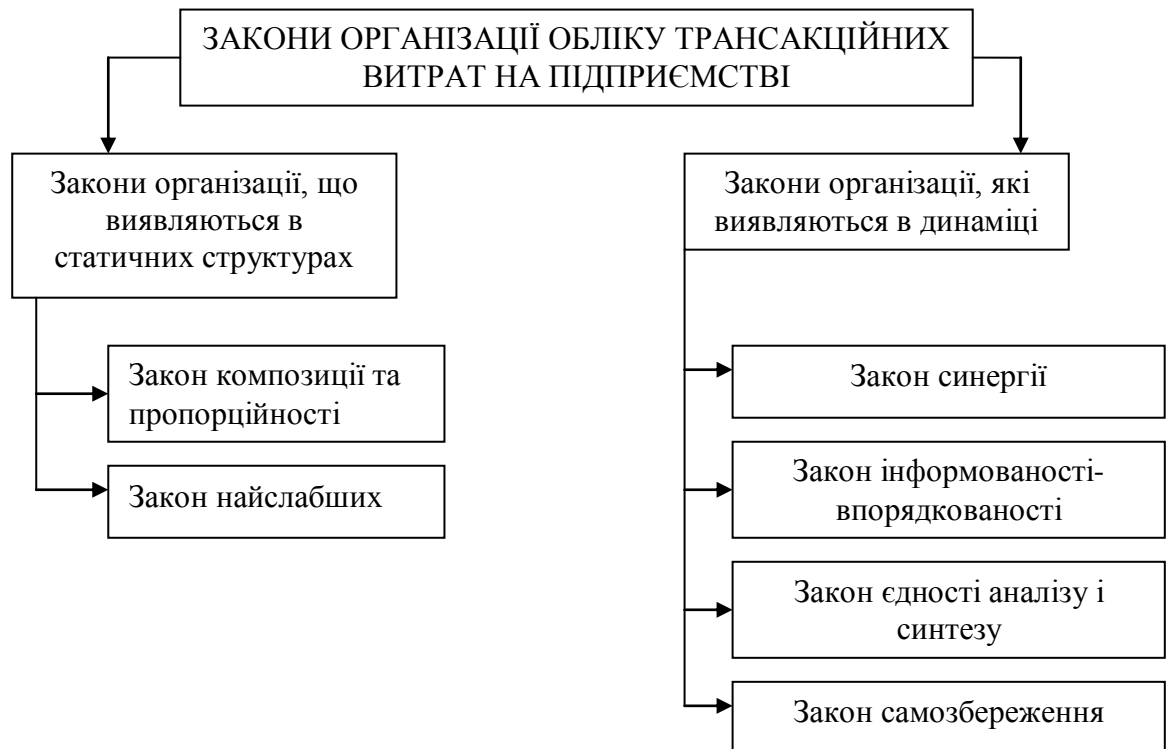 ЗАКОНИ ОРГАНІЗАЦІЇ ОБЛІКУ ТРАНСАКЦІЙНИХ
ВИТРАТ НА ПІДПРИЄМСТВІ
Закони організації, що
виявляються в
статичних структурах
Закон композиції та
пропорційності
Закон найслабших
Закони організації, які
виявляються в динаміці
Закон синергії
Закон інформованості-
впорядкованості
Закон єдності аналізу і
синтезу
Закон самозбереження